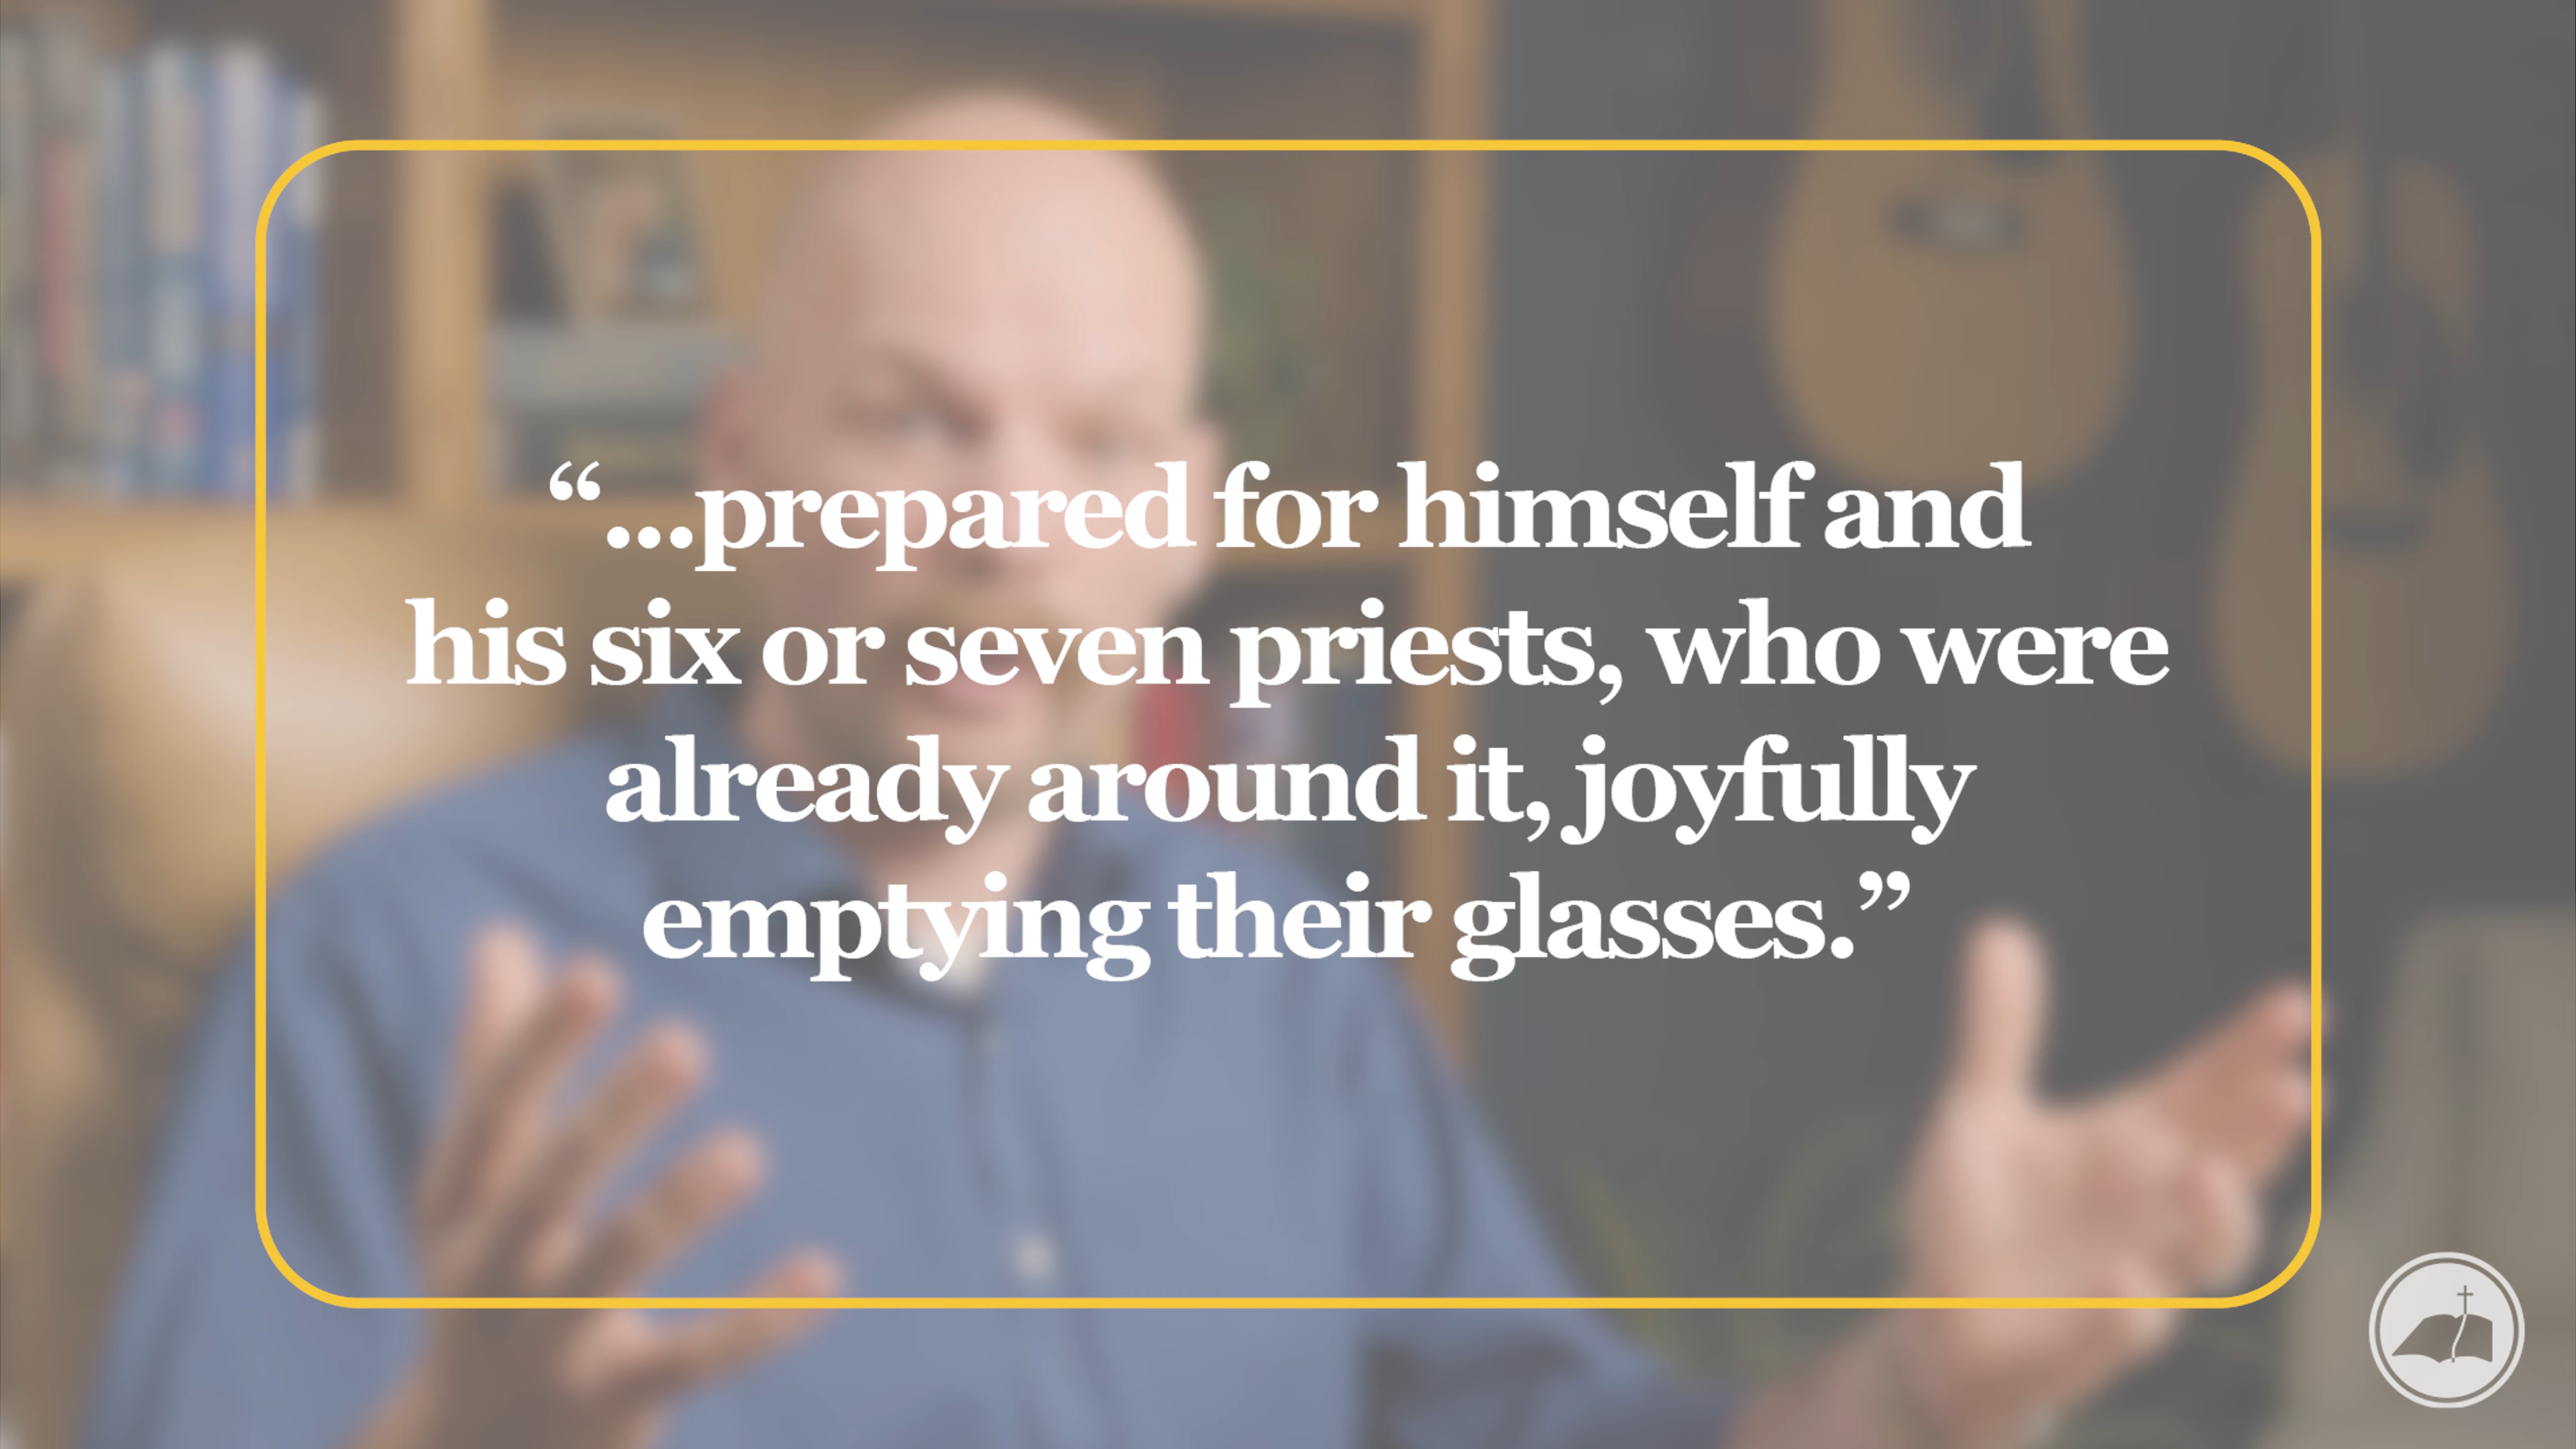 “...prepared for himself and
his six or seven priests, who were
already around it, joyfully
emptying their glasses.”